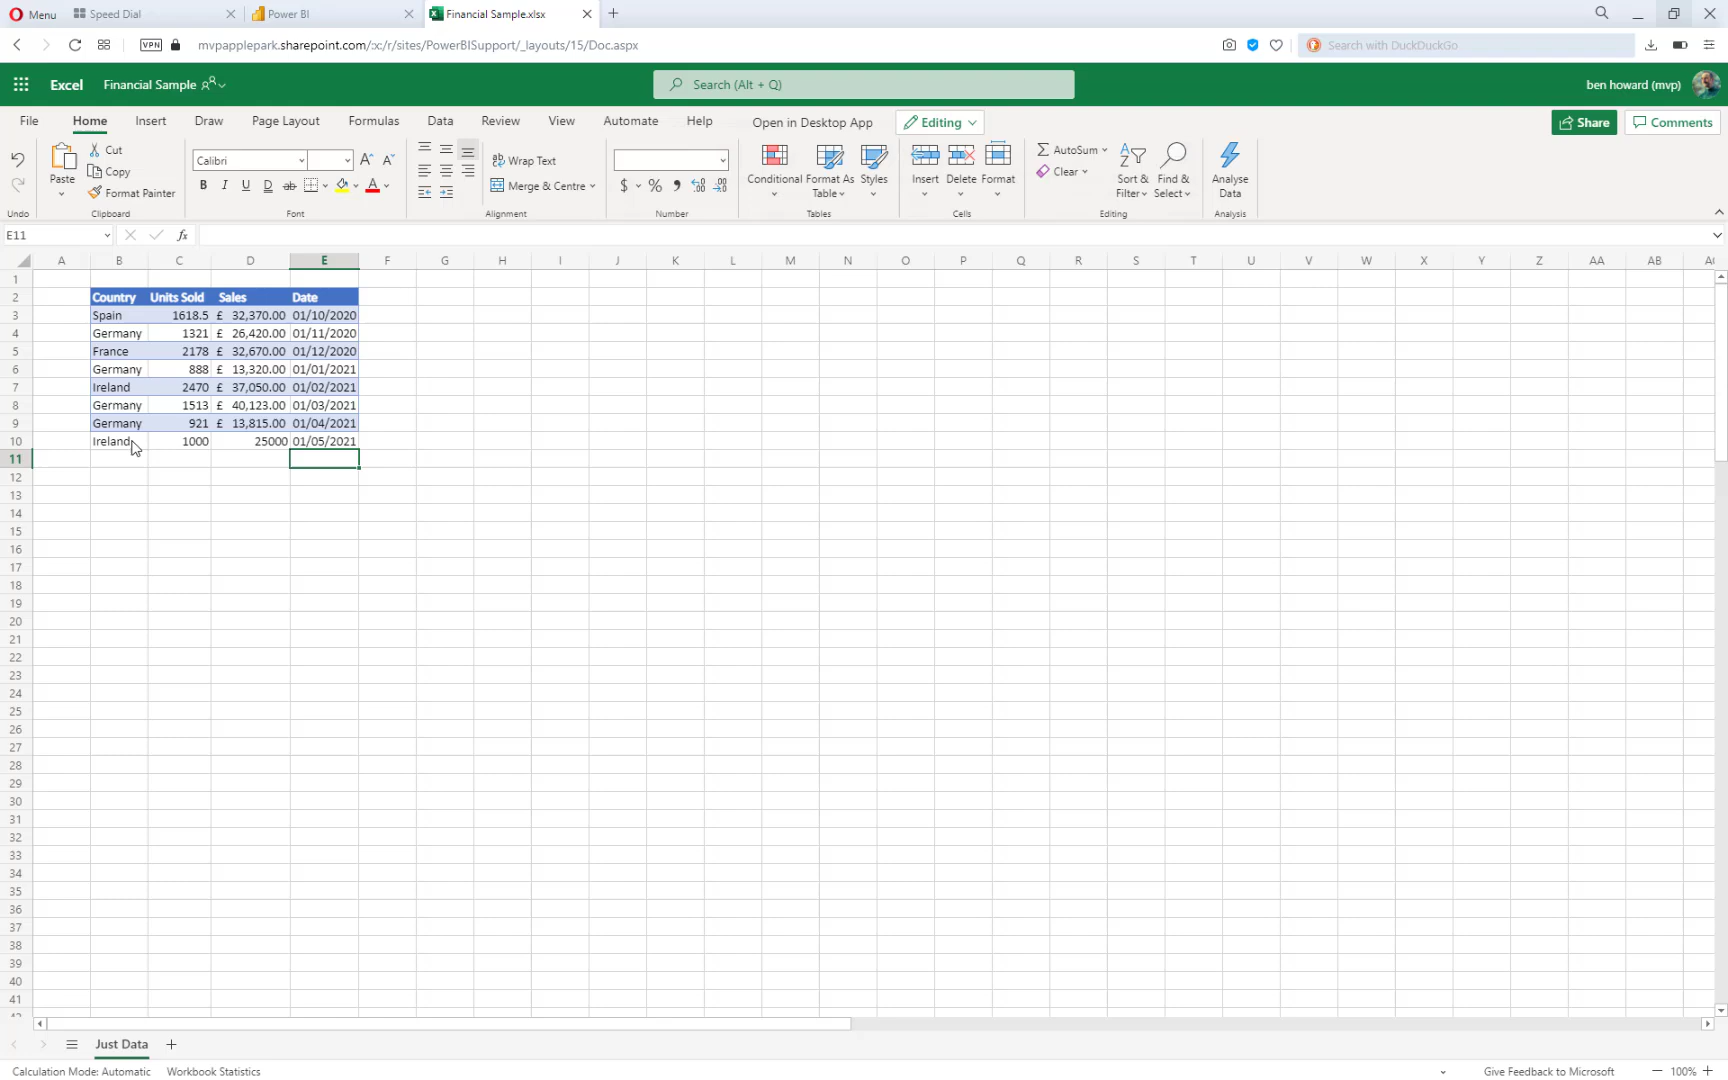 Menu Speed Dial Power BI Financial Sample.xlsx
VPN mvpapplepark.sharepoint.com/:x:/r/sites/PowerBISupport/_layouts/15/Doc.aspx Search with DuckDuckGo
Excel Financial Sample Search (Alt + Q) ben howard (mvp)
File Home Insert Draw Page Layout Formulas Data Review View Automate Help Open in Desktop App Editing Share Comments
Cut
Copy
Format Painter
Paste
Calibri
B I U D ab A
Wrap Text
Merge & Centre
$ % 9
Conditional Format As Table Styles
Insert Delete Format
AutoSum
Clear
Sort & Filter Find & Select
Analyse Data
Undo Clipboard Font Alignment Number Tables Cells Editing Analysis
E11 fx
A B C D E F G H I J K L M N O P Q R S T U V W X Y Z AA AB
1
2 Country Units Sold Sales Date
3 Spain 1618.5 £ 32,370.00 01/10/2020
4 Germany 1321 £ 26,420.00 01/11/2020
5 France 2178 £ 32,670.00 01/12/2020
6 Germany 888 £ 13,320.00 01/01/2021
7 Ireland 2470 £ 37,050.00 01/02/2021
8 Germany 1513 £ 40,123.00 01/03/2021
9 Germany 921 £ 13,815.00 01/04/2021
10 Ireland 1000 25000 01/05/2021
11
12
13
14
15
16
17
18
19
20
21
22
23
24
25
26
27
28
29
30
31
32
33
34
35
36
37
38
39
40
41
Just Data
Calculation Mode: Automatic Workbook Statistics Give Feedback to Microsoft 100%